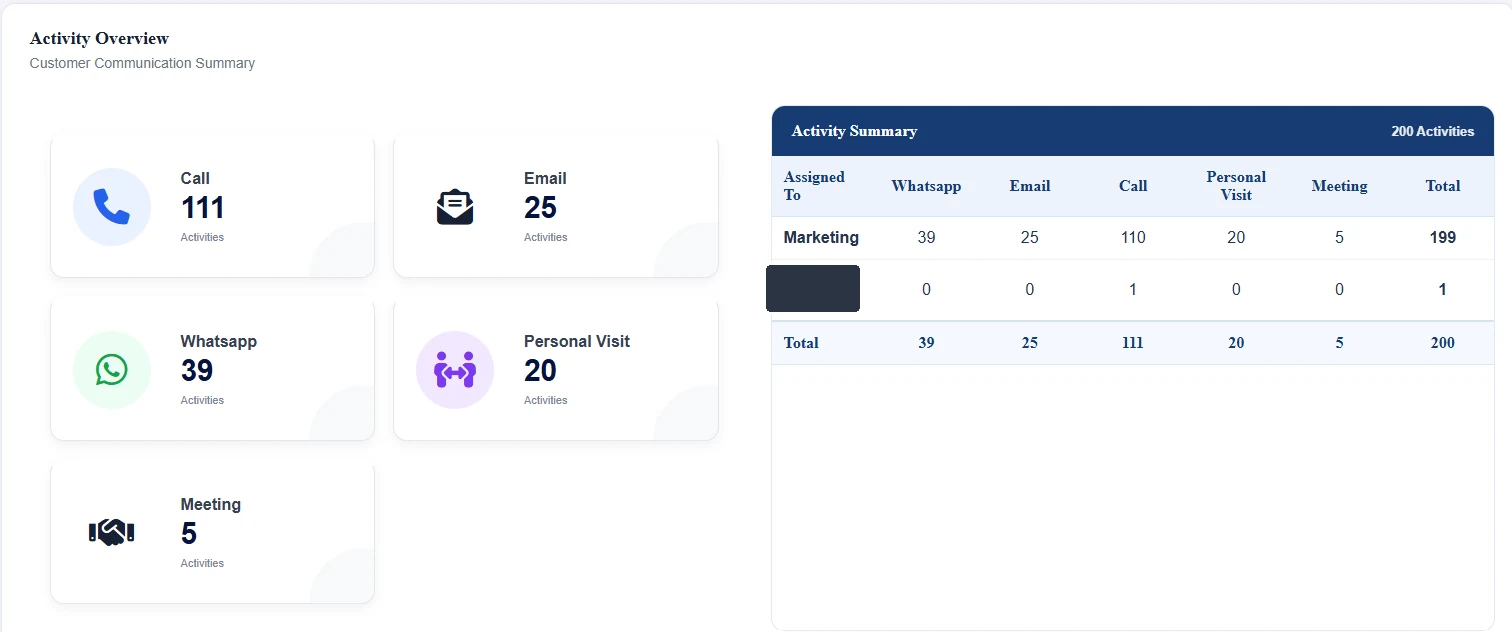 Activity Overview
Customer Communication Summary
Call
111
Activities
Email
25
Activities
Whatsapp
39
Activities
Personal Visit
20
Activities
Meeting
5
Activities
Activity Summary 200 Activities
Assigned To Whatsapp Email Call Personal Visit Meeting Total
Marketing 39 25 110 20 5 199
0 0 1 0 0 1
Total 39 25 111 20 5 200